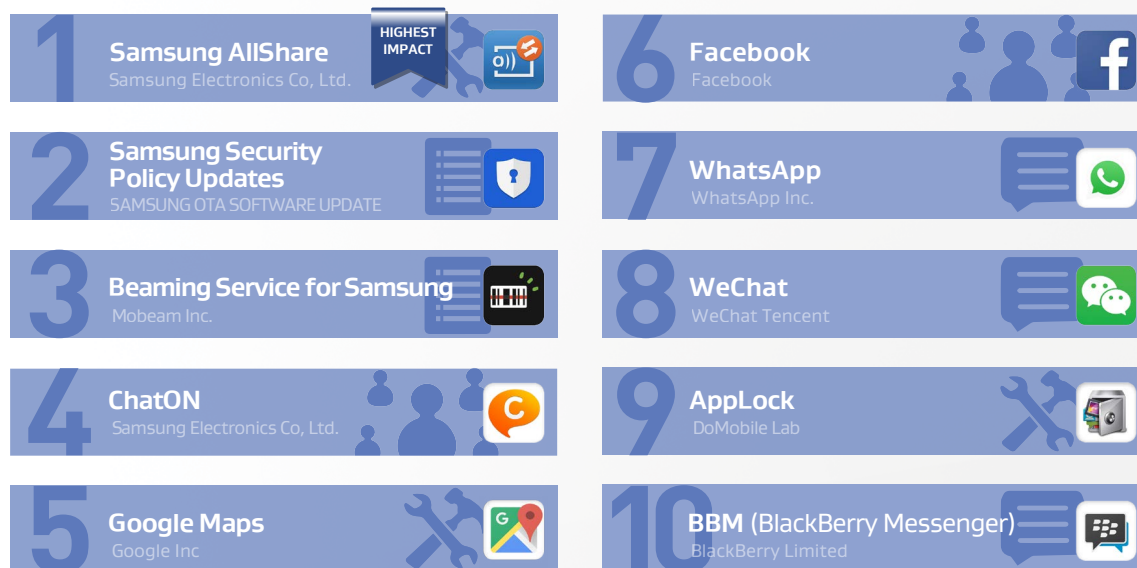 1
Samsung AllShare
Samsung Electronics Co, Ltd.
HIGHEST
IMPACT
2
Samsung Security
Policy Updates
SAMSUNG OTA SOFTWARE UPDATE
3
Beaming Service for Samsung
Mobeam Inc.
4
ChatON
Samsung Electronics Co, Ltd.
C
5
Google Maps
Google Inc
G
6
Facebook
Facebook
f
7
WhatsApp
WhatsApp Inc.
8
WeChat
WeChat Tencent
9
AppLock
DoMobile Lab
10
BBM (BlackBerry Messenger)
BlackBerry Limited